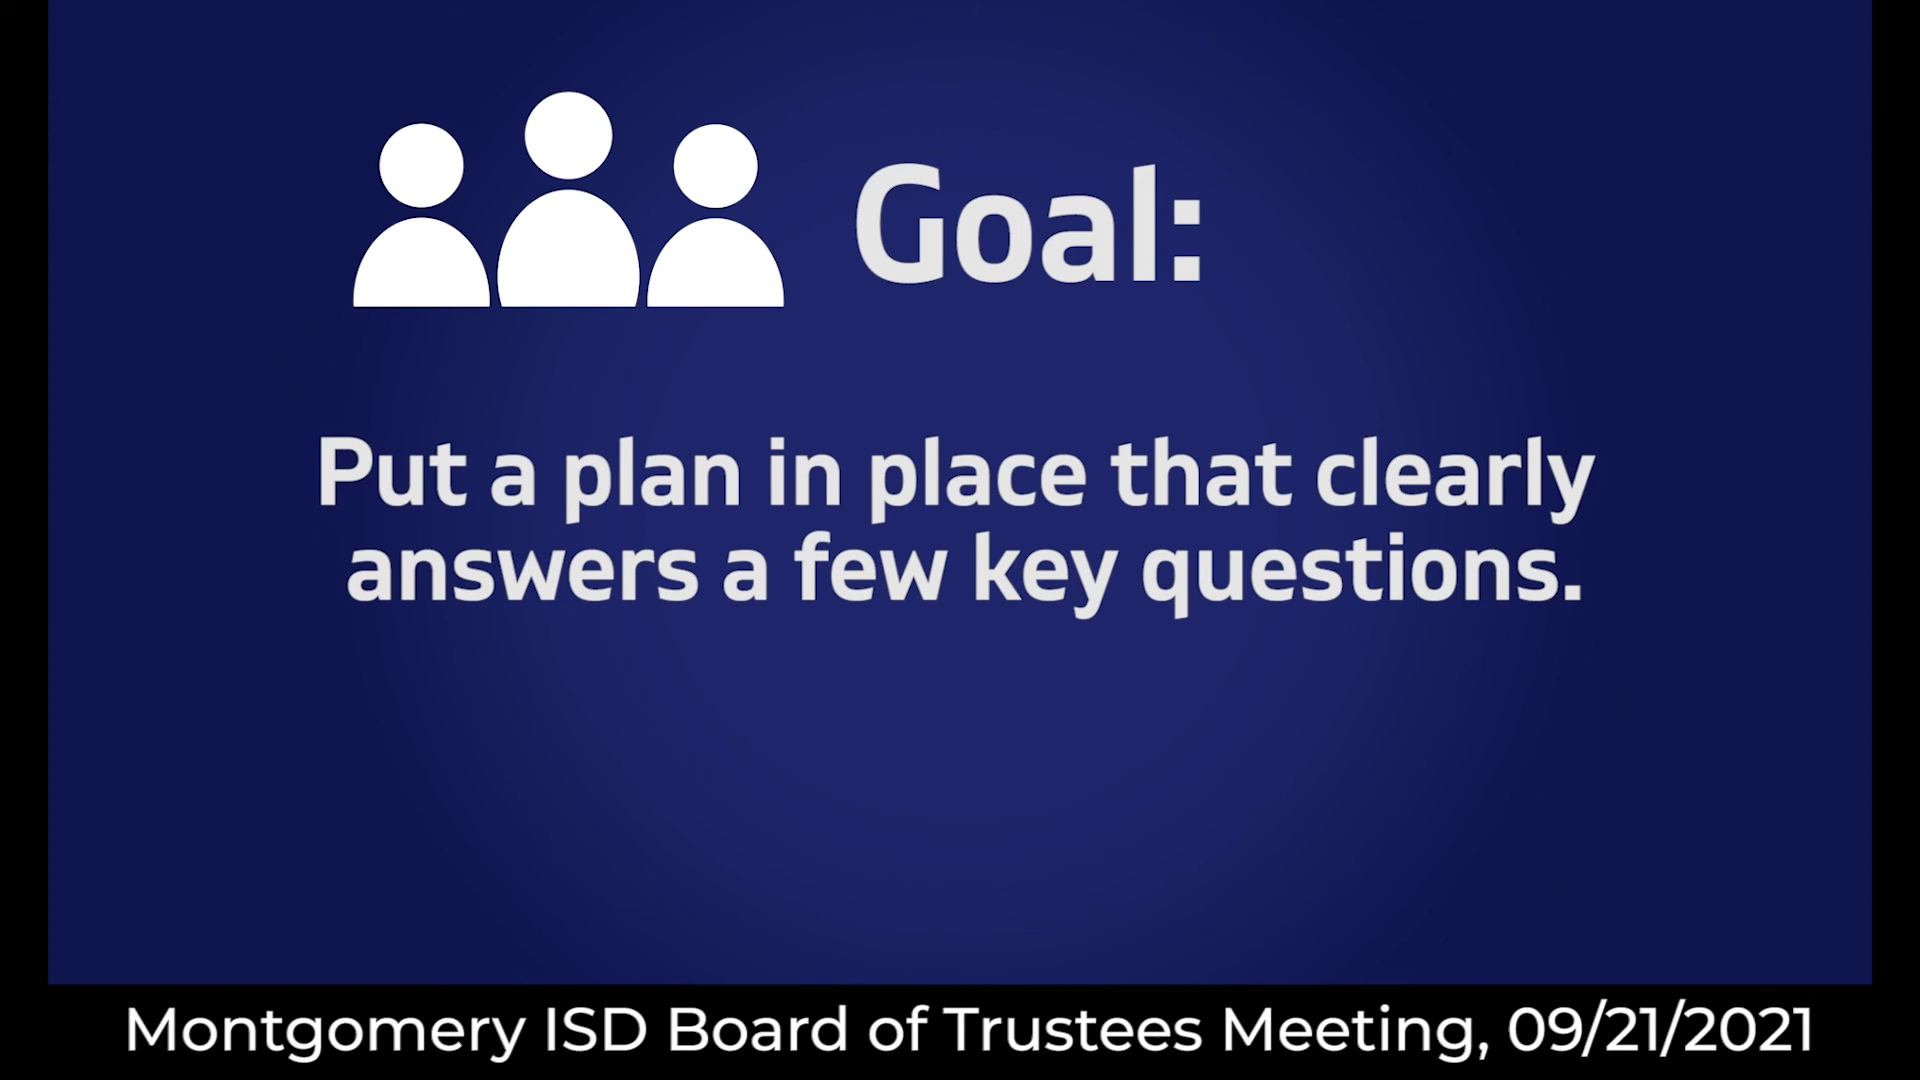 Goal:
Put a plan in place that clearly
answers a few key questions.
Montgomery ISD Board of Trustees Meeting, 09/21/2021